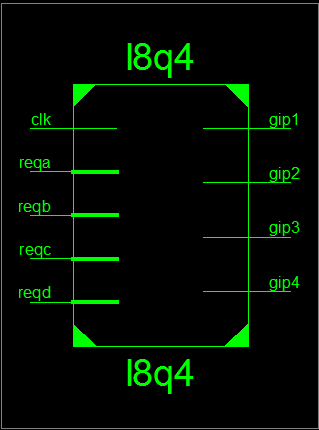 l8q4
clk
gip1
reqa
gip2
reqb
gip3
reqc
gip4
reqd
l8q4